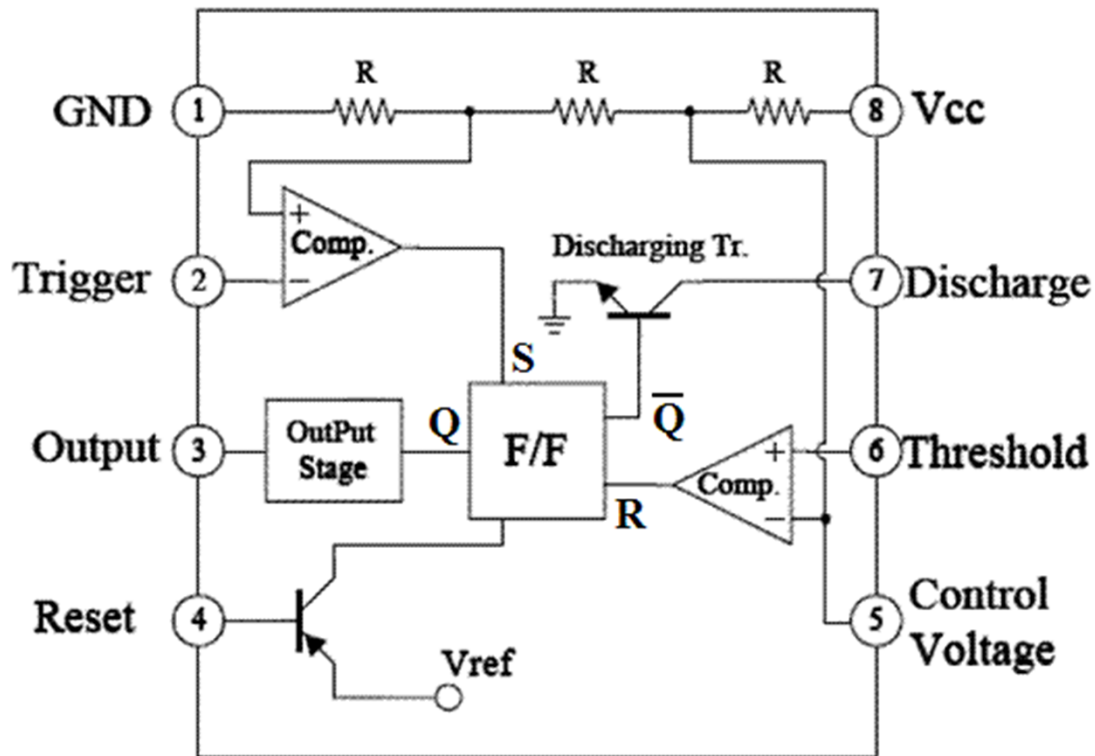 R
R
R
GND
1
8
Vcc
+
Comp.
−
Trigger
2
Discharging Tr.
7
Discharge
S
Output
3
OutPut
Stage
Q
F/F
Q̅
R
Comp.
+
−
6
Threshold
Reset
4
Vref
5
Control
Voltage